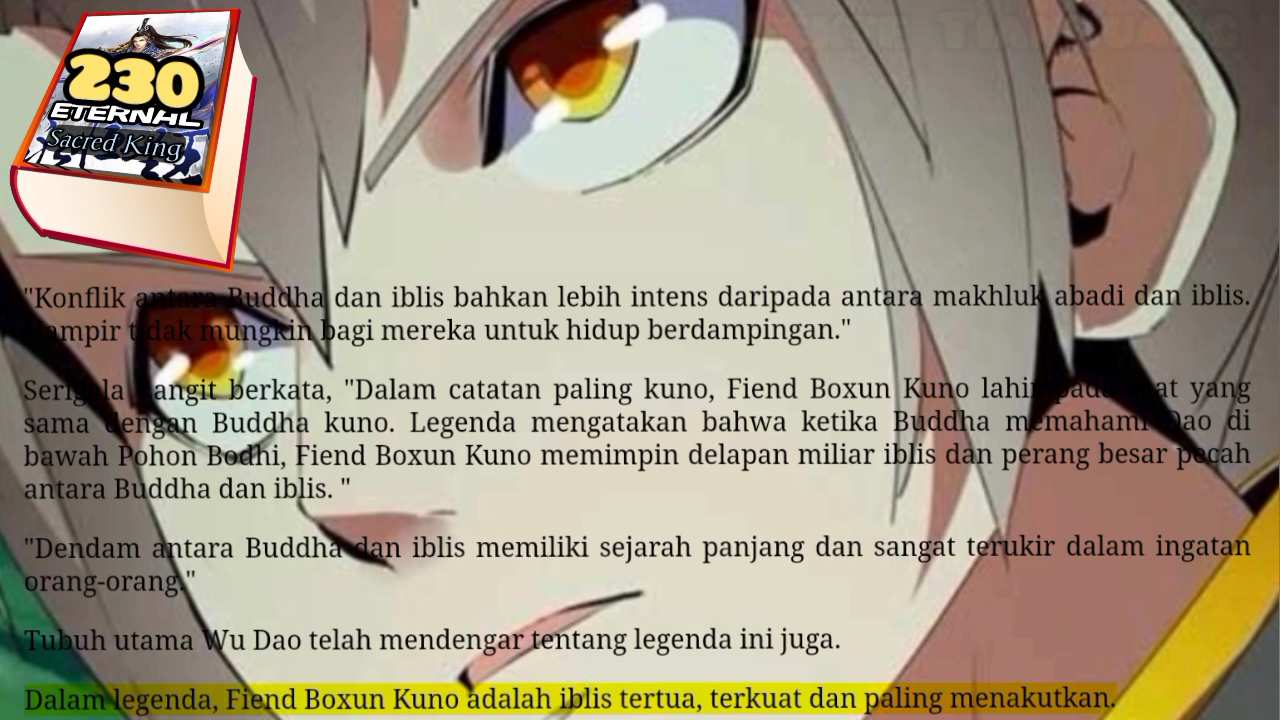 230
ETERNAL
Sacred King
"Konflik antara Buddha dan iblis bahkan lebih intens daripada antara makhluk abadi dan iblis.
Hampir tidak mungkin bagi mereka untuk hidup berdampingan."
Serigala Langit berkata, "Dalam catatan paling kuno, Fiend Boxun Kuno lahir pada saat yang
sama dengan Buddha kuno. Legenda mengatakan bahwa ketika Buddha memahami Dao di
bawah Pohon Bodhi, Fiend Boxun Kuno memimpin delapan miliar iblis dan perang besar pecah
antara Buddha dan iblis. "
"Dendam antara Buddha dan iblis memiliki sejarah panjang dan sangat terukir dalam ingatan
orang-orang."
Tubuh utama Wu Dao telah mendengar tentang legenda ini juga.
Dalam legenda, Fiend Boxun Kuno adalah iblis tertua, terkuat dan paling menakutkan.